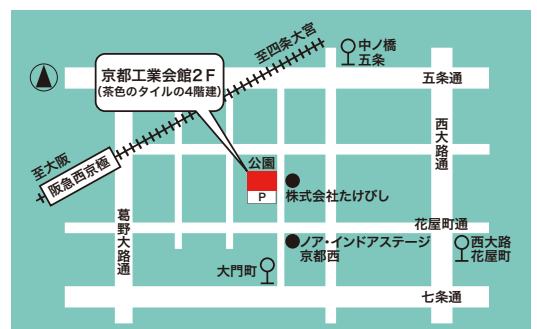 至四条大宮
中ノ橋
五条
京都工業会館2F
(茶色のタイルの4階建)
五条通
西大路通
至大阪
阪急西京極
公園
P
株式会社たけびし
葛野大路通
花屋町通
ノア・インドアステージ
京都西
西大路
花屋町
大門町
七条通